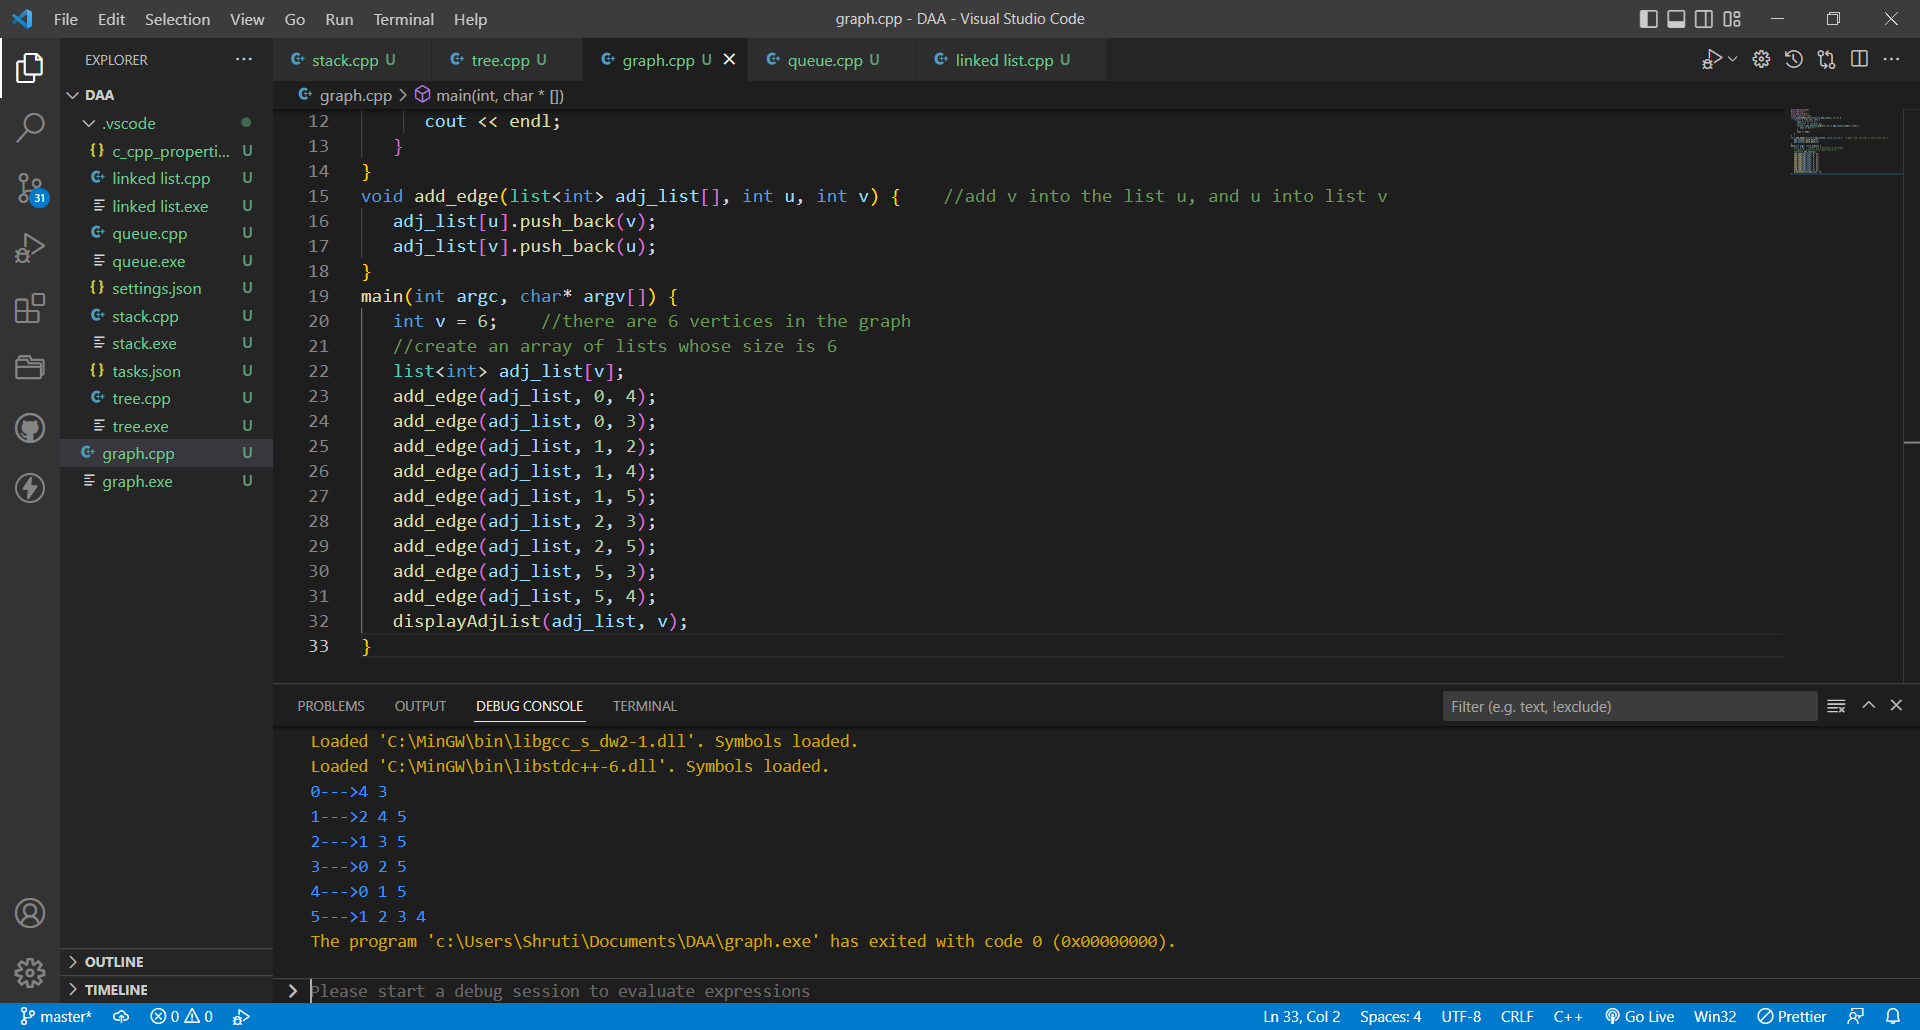 File Edit Selection View Go Run Terminal Help
graph.cpp - DAA - Visual Studio Code
EXPLORER
DAA
.vscode
c_cpp_properti... U
linked list.cpp U
linked list.exe U
queue.cpp U
queue.exe U
settings.json U
stack.cpp U
stack.exe U
tasks.json U
tree.cpp U
tree.exe U
graph.cpp U
graph.exe U
OUTLINE
TIMELINE
31
stack.cpp U tree.cpp U graph.cpp U queue.cpp U linked list.cpp U
graph.cpp > main(int, char * [])
12 cout << endl;
13 }
14 }
15 void add_edge(list<int> adj_list[], int u, int v) { //add v into the list u, and u into list v
16 adj_list[u].push_back(v);
17 adj_list[v].push_back(u);
18 }
19 main(int argc, char* argv[]) {
20 int v = 6; //there are 6 vertices in the graph
21 //create an array of lists whose size is 6
22 list<int> adj_list[v];
23 add_edge(adj_list, 0, 4);
24 add_edge(adj_list, 0, 3);
25 add_edge(adj_list, 1, 2);
26 add_edge(adj_list, 1, 4);
27 add_edge(adj_list, 1, 5);
28 add_edge(adj_list, 2, 3);
29 add_edge(adj_list, 2, 5);
30 add_edge(adj_list, 5, 3);
31 add_edge(adj_list, 5, 4);
32 displayAdjList(adj_list, v);
33 }
PROBLEMS OUTPUT DEBUG CONSOLE TERMINAL
Filter (e.g. text, !exclude)
Loaded 'C:\MinGW\bin\libgcc_s_dw2-1.dll'. Symbols loaded.
Loaded 'C:\MinGW\bin\libstdc++-6.dll'. Symbols loaded.
0--->4 3
1--->2 4 5
2--->1 3 5
3--->0 2 5
4--->0 1 5
5--->1 2 3 4
The program 'c:\Users\Shruti\Documents\DAA\graph.exe' has exited with code 0 (0x00000000).
Please start a debug session to evaluate expressions
master* 0 0 Ln 33, Col 2 Spaces: 4 UTF-8 CRLF C++ Go Live Win32 Prettier